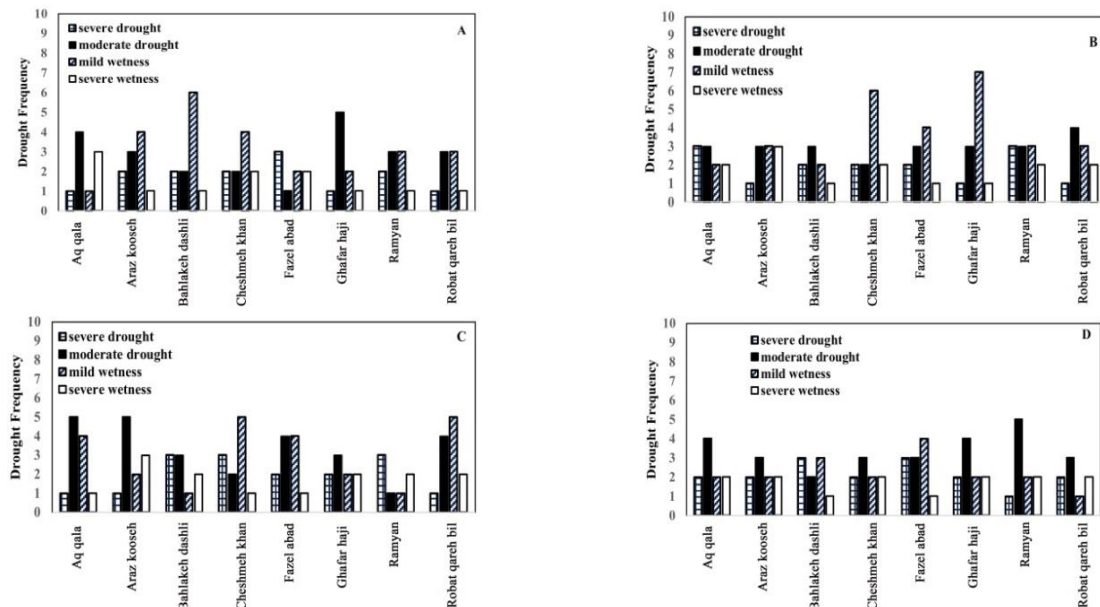 10
9
8
7
6
5
4
3
2
1
0
Drought Frequency
severe drought
moderate drought
mild wetness
severe wetness
A
Aq qala
Araz kooseh
Bahlakeh dashli
Cheshmeh khan
Fazel abad
Ghafar haji
Ramyan
Robat qareh bil
10
9
8
7
6
5
4
3
2
1
0
Drought Frequency
severe drought
moderate drought
mild wetness
severe wetness
B
Aq qala
Araz kooseh
Bahlakeh dashli
Cheshmeh khan
Fazel abad
Ghafar haji
Ramyan
Robat qareh bil
10
9
8
7
6
5
4
3
2
1
0
Drought Frequency
severe drought
moderate drought
mild wetness
severe wetness
C
Aq qala
Araz kooseh
Bahlakeh dashli
Cheshmeh khan
Fazel abad
Ghafar haji
Ramyan
Robat qareh bil
10
9
8
7
6
5
4
3
2
1
0
Drought Frequency
severe drought
moderate drought
mild wetness
severe wetness
D
Aq qala
Araz kooseh
Bahlakeh dashli
Cheshmeh khan
Fazel abad
Ghafar haji
Ramyan
Robat qareh bil